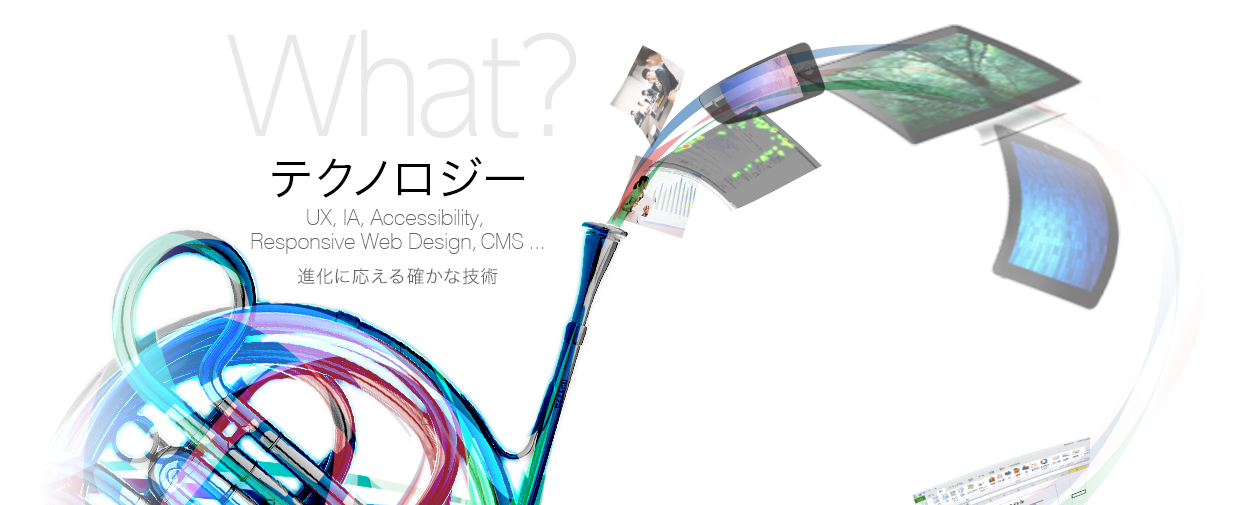 What?
テクノロジー
UX, IA, Accessibility,
Responsive Web Design, CMS ...
進化に応える確かな技術